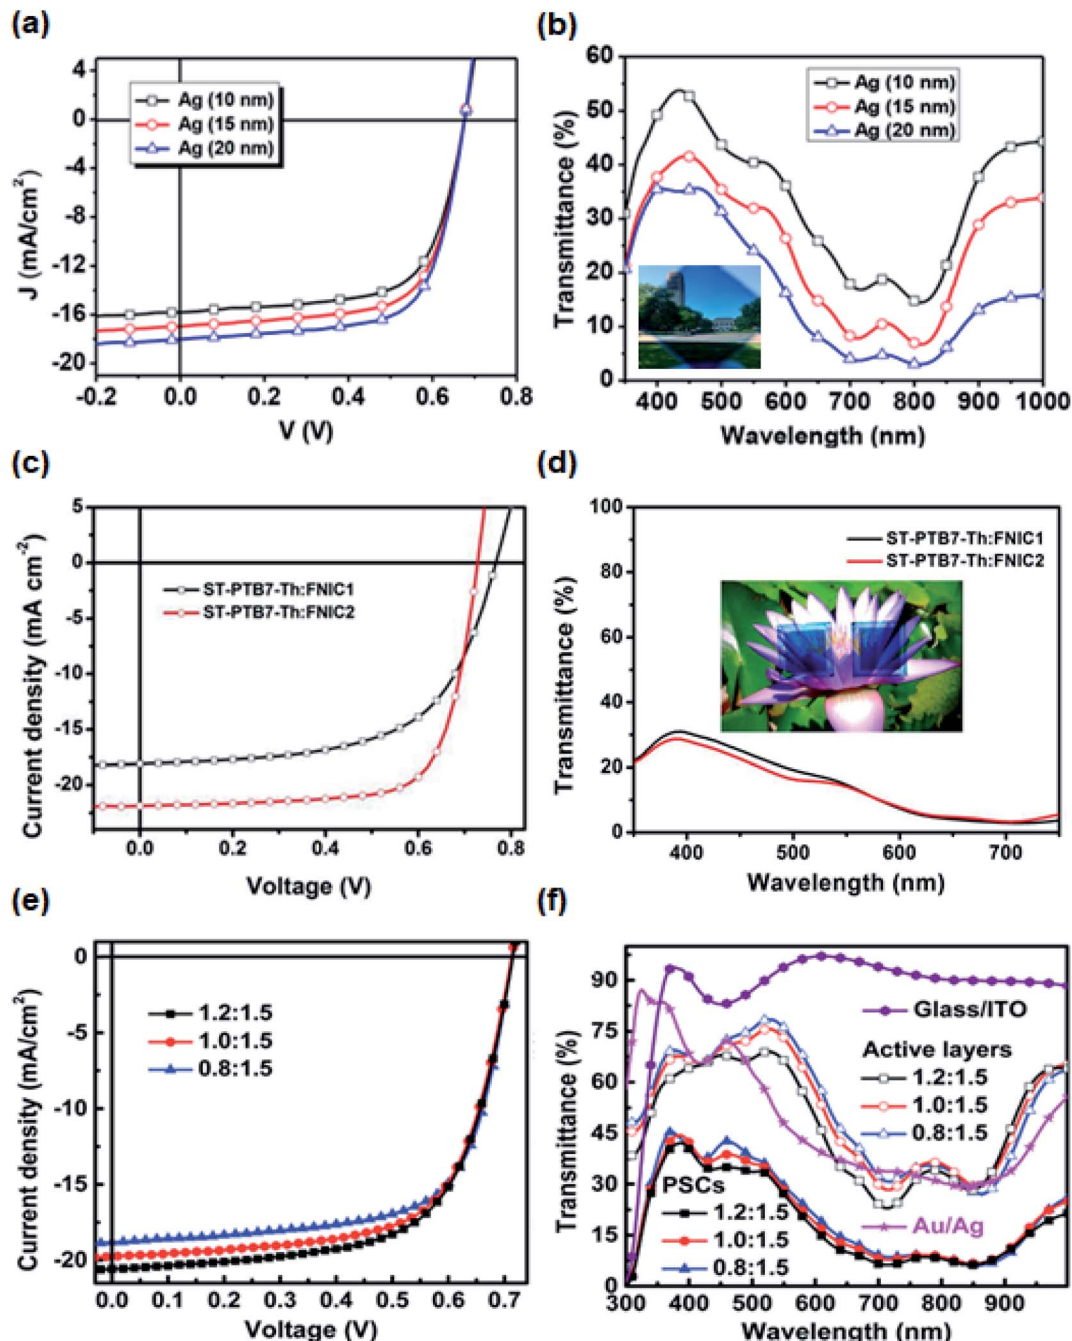 (a)
4
0
-4
-8
-12
-16
-20
J (mA/cm²)
Ag (10 nm)
Ag (15 nm)
Ag (20 nm)
-0.2 0.0 0.2 0.4 0.6 0.8
V (V)
(b)
60
50
40
30
20
10
0
Transmittance (%)
Ag (10 nm)
Ag (15 nm)
Ag (20 nm)
400 500 600 700 800 900 1000
Wavelength (nm)
(c)
5
0
-5
-10
-15
-20
Current density (mA cm⁻²)
ST-PTB7-Th:FNIC1
ST-PTB7-Th:FNIC2
0.0 0.2 0.4 0.6 0.8
Voltage (V)
(d)
100
80
60
40
20
0
Transmittance (%)
ST-PTB7-Th:FNIC1
ST-PTB7-Th:FNIC2
400 500 600 700
Wavelength (nm)
(e)
0
-5
-10
-15
-20
Current density (mA/cm²)
1.2:1.5
1.0:1.5
0.8:1.5
0.0 0.1 0.2 0.3 0.4 0.5 0.6 0.7
Voltage (V)
(f)
90
75
60
45
30
15
0
Transmittance (%)
Glass/ITO
Active layers
1.2:1.5
1.0:1.5
0.8:1.5
PSCs
1.2:1.5
1.0:1.5
0.8:1.5
Au/Ag
300 400 500 600 700 800 900
Wavelength (nm)